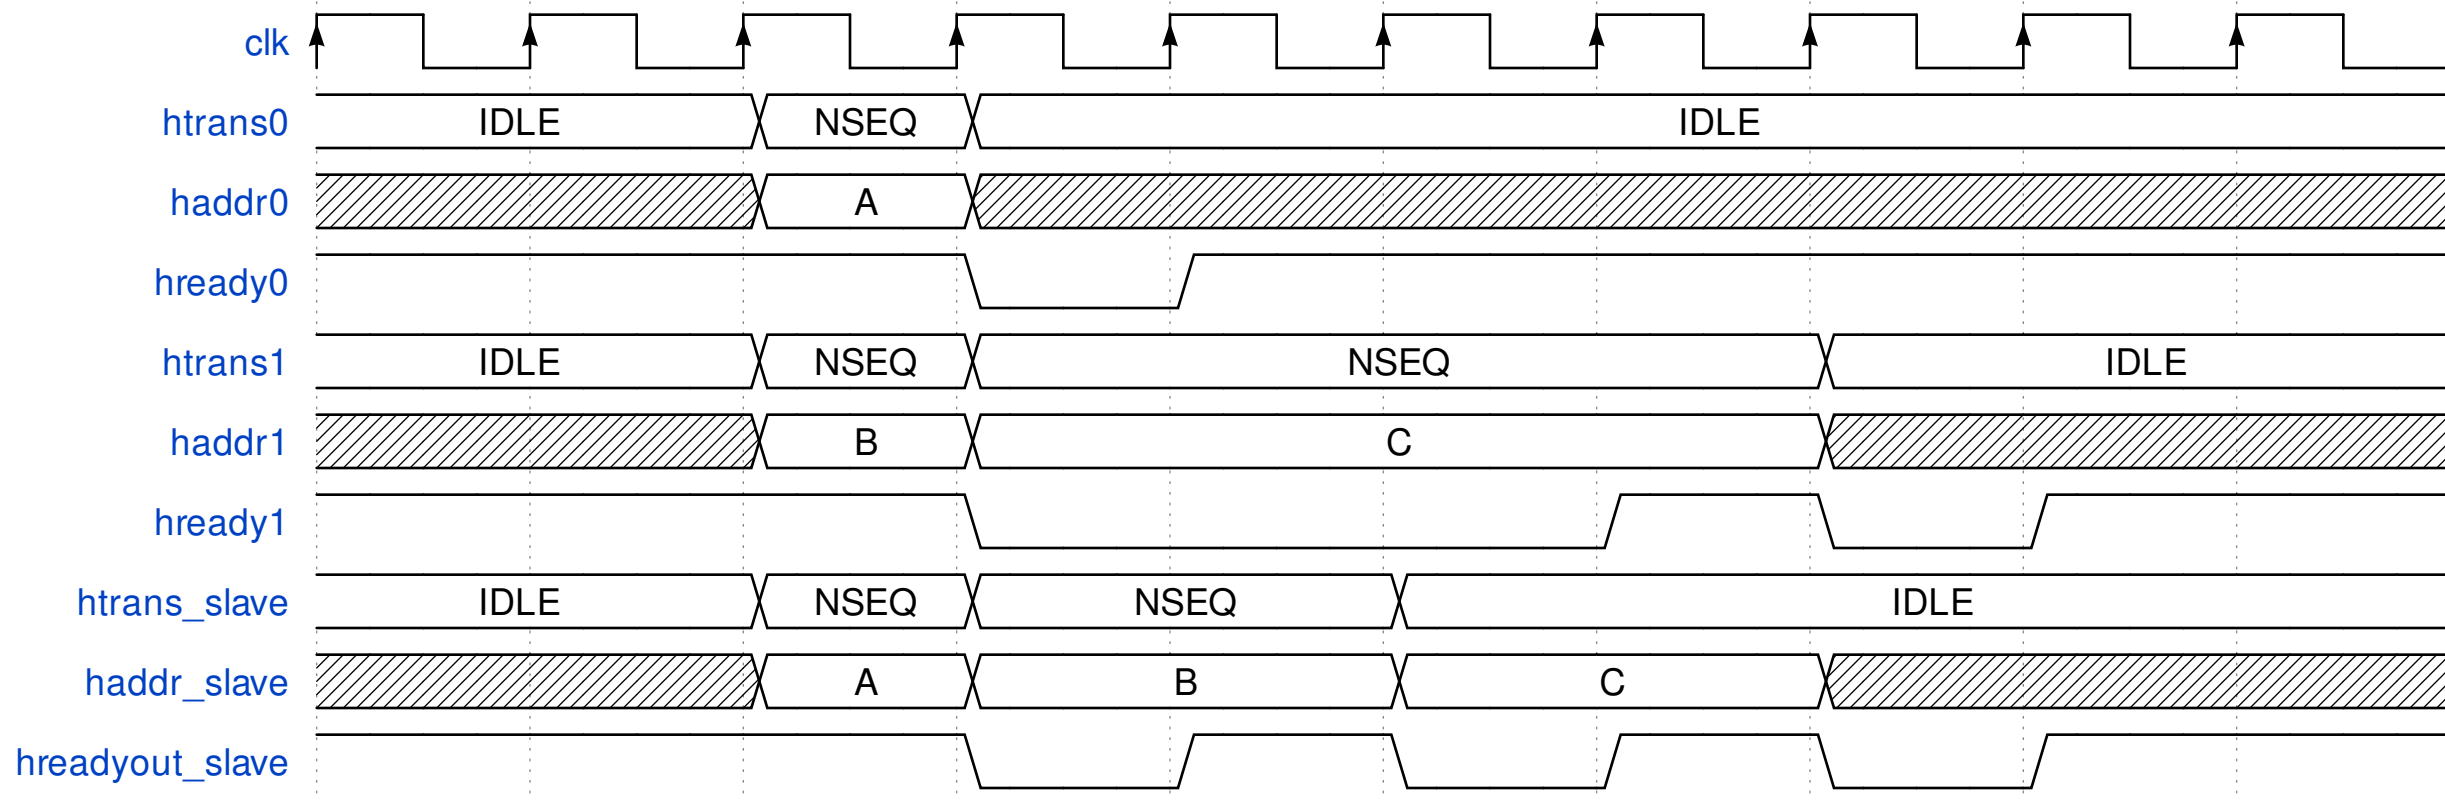 clk
htrans0 IDLE NSEQ IDLE
haddr0 A
hready0
htrans1 IDLE NSEQ NSEQ IDLE
haddr1 B C
hready1
htrans_slave IDLE NSEQ NSEQ IDLE
haddr_slave A B C
hreadyout_slave